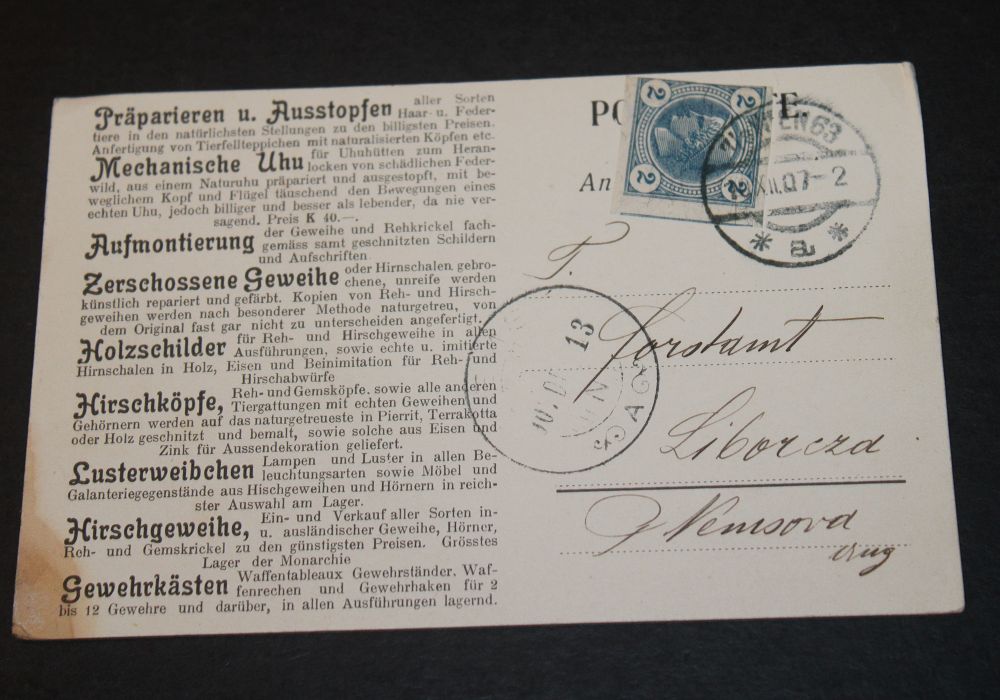 Präparieren u. Ausstopfen aller Sorten
Haar- u. Feder-
tiere in den natürlichsten Stellungen zu den billigsten Preisen.
Anfertigung von Tierfellteppichen mit naturalisierten Köpfen etc.
Mechanische Uhu für Uhuhütten zum Heran-
locken von schädlichen Feder-
wild, aus einem Naturuhu präpariert und ausgestopft, mit be-
weglichem Kopf und Flügel täuschend den Bewegungen eines
echten Uhu, jedoch billiger und besser als lebender, da nie ver-
sagend. Preis K 40.—.
Aufmontierung der Geweihe und Rehkrickel fach-
gemäss samt geschnitzten Schildern
und Aufschriften
Zerschossene Geweihe oder Hirnschalen, gebro-
chene, unreife werden
künstlich repariert und gefärbt. Kopien von Reh- und Hirsch-
geweihen werden nach besonderer Methode naturgetreu, von
dem Original fast gar nicht zu unterscheiden angefertigt.
Holzschilder für Reh- und Hirschgeweihe in allen
Ausführungen, sowie echte u. imitierte
Hirnschalen in Holz, Eisen und Beinimitation für Reh- und
Hirschabwürfe
Hirschköpfe, Reh- und Gemsköpfe. sowie alle anderen
Tiergattungen mit echten Geweihen und
Gehörnern werden auf das naturgetreueste in Pierrit, Terrakotta
oder Holz geschnitzt und bemalt, sowie solche aus Eisen und
Zink für Aussendekoration geliefert.
Lusterweibchen Lampen und Luster in allen Be-
leuchtungsarten sowie Möbel und
Galanteriegegenstände aus Hischgeweihen und Hörnern in reich-
ster Auswahl am Lager.
Hirschgeweihe, Ein- und Verkauf aller Sorten in-
u. ausländischer Geweihe, Hörner,
Reh- und Gemskrickel zu den günstigsten Preisen. Grösstes
Lager der Monarchie
Gewehrkästen Waffentableaux Gewehrständer, Waf-
fenrechen und Gewehrhaken für 2
bis 12 Gewehre und darüber, in allen Ausführungen lagernd.
An
2 2 2 2
WIEN 63
XII.07-2
* a *
T.
Forstamt
13
Liborcza
Nemsova